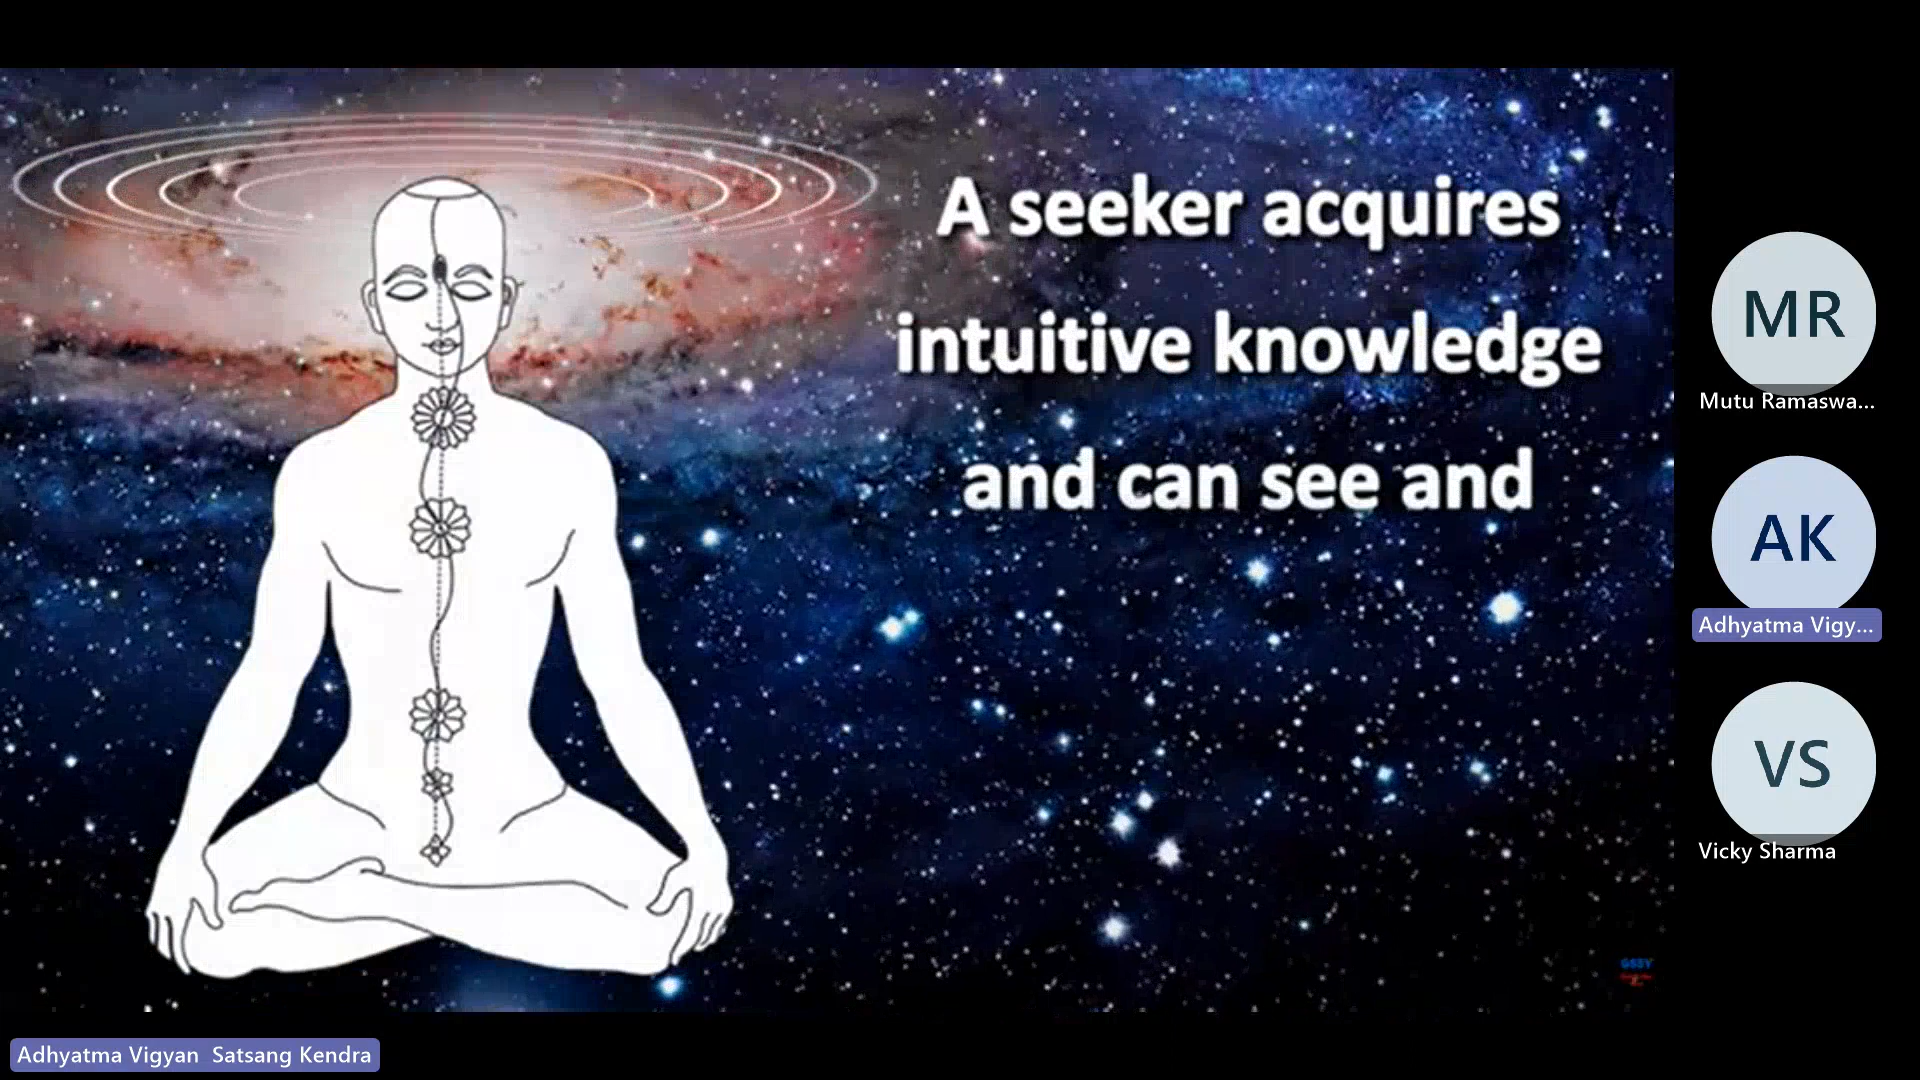 A seeker acquires
intuitive knowledge
and can see and
MR
Mutu Ramaswa...
AK
Adhyatma Vigy...
VS
Vicky Sharma
GSSY
Adhyatma Vigyan Satsang Kendra